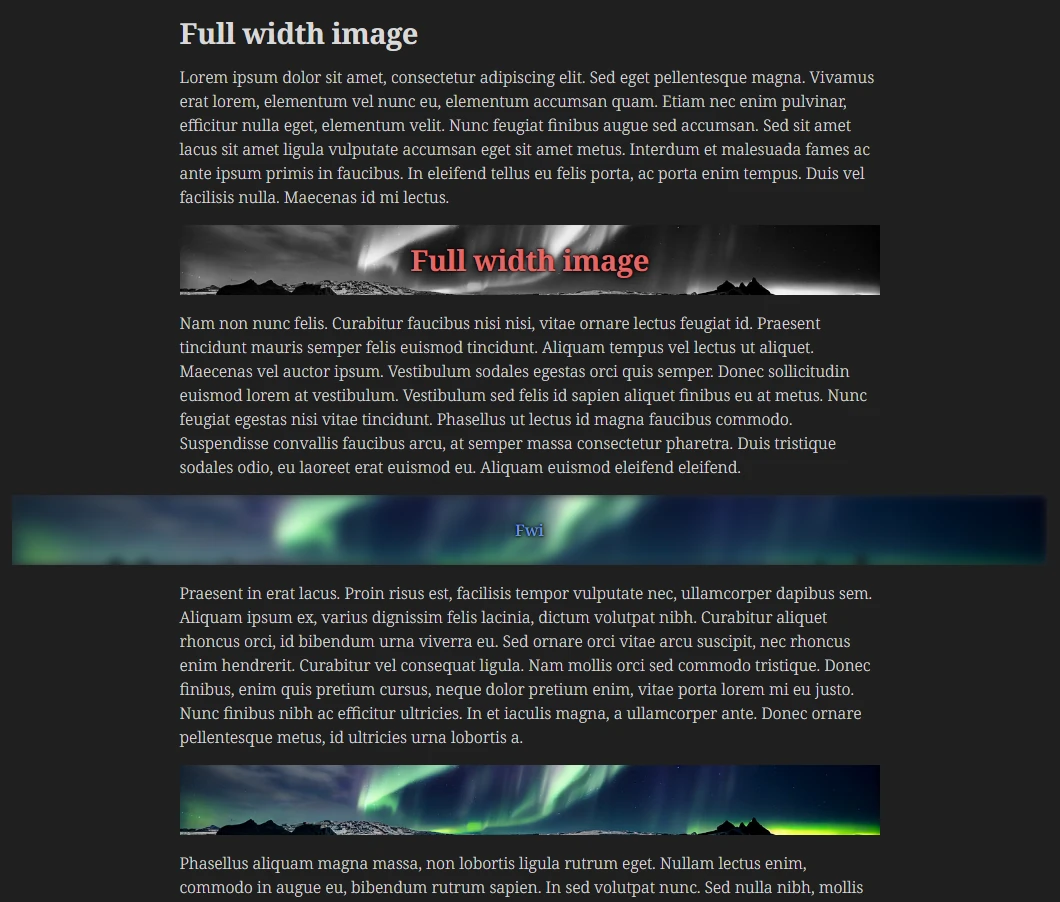 Full width image
Lorem ipsum dolor sit amet, consectetur adipiscing elit. Sed eget pellentesque magna. Vivamus
erat lorem, elementum vel nunc eu, elementum accumsan quam. Etiam nec enim pulvinar,
efficitur nulla eget, elementum velit. Nunc feugiat finibus augue sed accumsan. Sed sit amet
lacus sit amet ligula vulputate accumsan eget sit amet metus. Interdum et malesuada fames ac
ante ipsum primis in faucibus. In eleifend tellus eu felis porta, ac porta enim tempus. Duis vel
facilisis nulla. Maecenas id mi lectus.
Full width image
Nam non nunc felis. Curabitur faucibus nisi nisi, vitae ornare lectus feugiat id. Praesent
tincidunt mauris semper felis euismod tincidunt. Aliquam tempus vel lectus ut aliquet.
Maecenas vel auctor ipsum. Vestibulum sodales egestas orci quis semper. Donec sollicitudin
euismod lorem at vestibulum. Vestibulum sed felis id sapien aliquet finibus eu at metus. Nunc
feugiat egestas nisi vitae tincidunt. Phasellus ut lectus id magna faucibus commodo.
Suspendisse convallis faucibus arcu, at semper massa consectetur pharetra. Duis tristique
sodales odio, eu laoreet erat euismod eu. Aliquam euismod eleifend eleifend.
Fwi
Praesent in erat lacus. Proin risus est, facilisis tempor vulputate nec, ullamcorper dapibus sem.
Aliquam ipsum ex, varius dignissim felis lacinia, dictum volutpat nibh. Curabitur aliquet
rhoncus orci, id bibendum urna viverra eu. Sed ornare orci vitae arcu suscipit, nec rhoncus
enim hendrerit. Curabitur vel consequat ligula. Nam mollis orci sed commodo tristique. Donec
finibus, enim quis pretium cursus, neque dolor pretium enim, vitae porta lorem mi eu justo.
Nunc finibus nibh ac efficitur ultricies. In et iaculis magna, a ullamcorper ante. Donec ornare
pellentesque metus, id ultricies urna lobortis a.
Phasellus aliquam magna massa, non lobortis ligula rutrum eget. Nullam lectus enim,
commodo in augue eu, bibendum rutrum sapien. In sed volutpat nunc. Sed nulla nibh, mollis